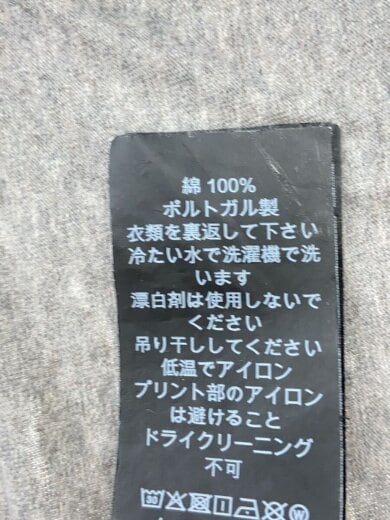 綿 100%
ポルトガル製
衣類を裏返して下さい
冷たい水で洗濯機で洗
います
漂白剤は使用しないで
ください
吊り干ししてください
低温でアイロン
プリント部のアイロン
は避けること
ドライクリーニング
不可
30